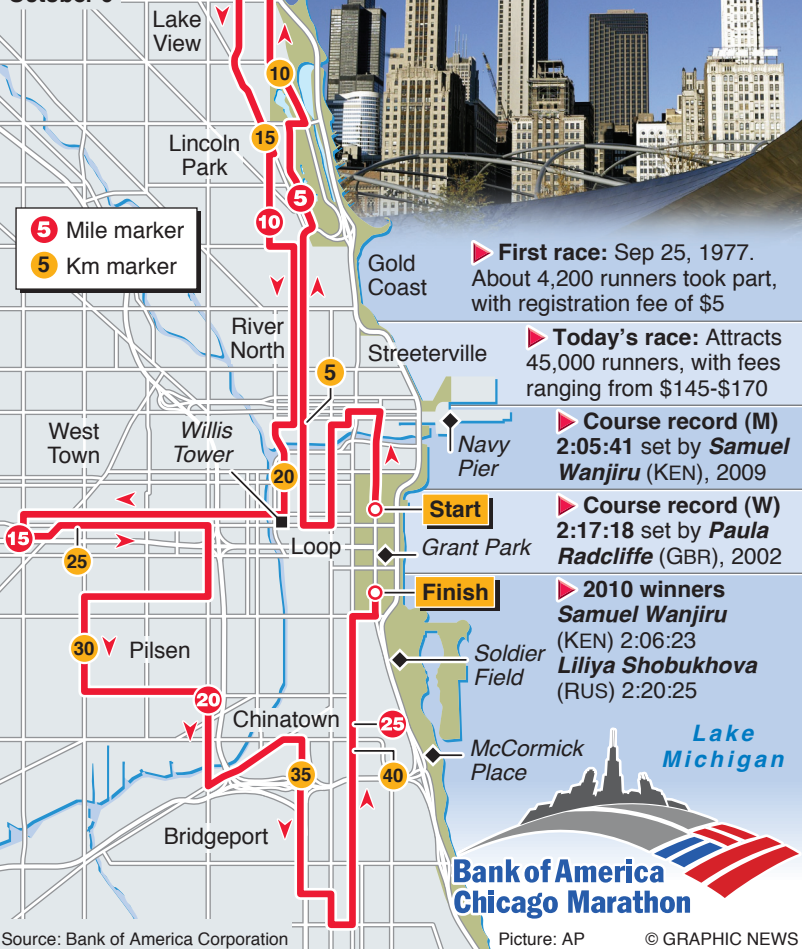 Lake
View
10
15
Lincoln
Park
5
10
5 Mile marker
5 Km marker
Gold
Coast
River
North
Streeterville
5
West
Town
Willis
Tower
Navy
Pier
20
Start
15
Loop
Grant Park
25
Finish
30
Pilsen
Soldier
Field
20
Chinatown
25
35
40
McCormick
Place
Bridgeport
First race: Sep 25, 1977.
About 4,200 runners took part,
with registration fee of $5
Today's race: Attracts
45,000 runners, with fees
ranging from $145-$170
Course record (M)
2:05:41 set by Samuel
Wanjiru (KEN), 2009
Course record (W)
2:17:18 set by Paula
Radcliffe (GBR), 2002
2010 winners
Samuel Wanjiru
(KEN) 2:06:23
Liliya Shobukhova
(RUS) 2:20:25
Lake
Michigan
Bank of America
Chicago Marathon
Source: Bank of America Corporation
Picture: AP
© GRAPHIC NEWS